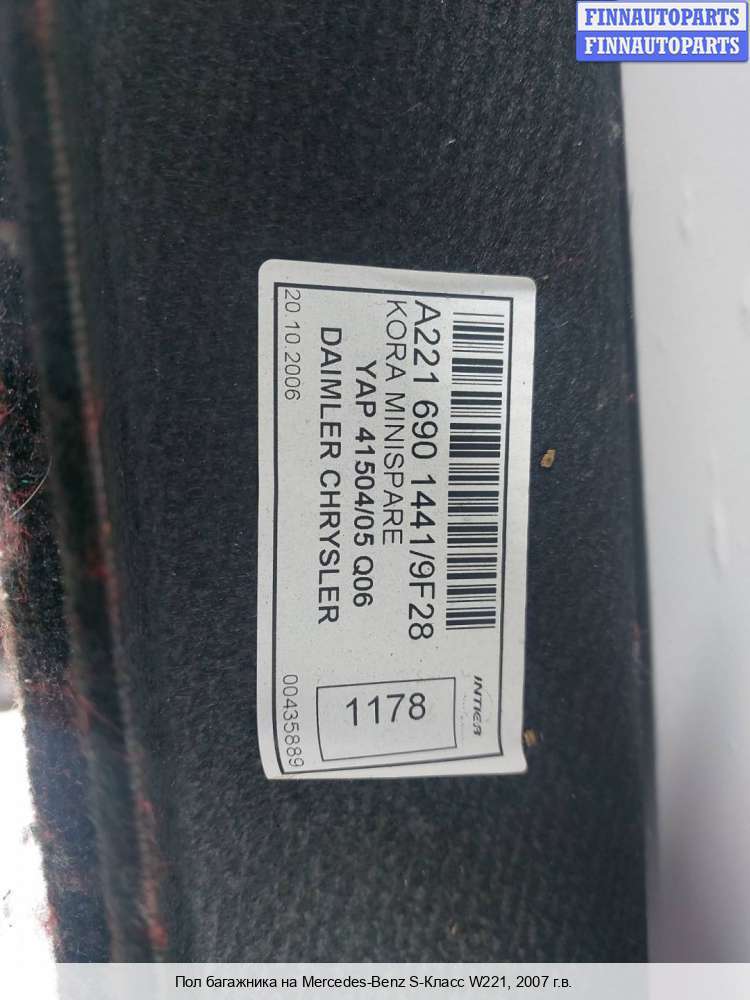 FINNAUTOPARTS
FINNAUTOPARTS
A221 690 1441/9F28
KORA MINISPARE
YAP 41504/05 Q06
DAIMLER CHRYSLER
20.10.2006
INTIER
1178
00435889
Пол багажника на Mercedes-Benz S-Класс W221, 2007 г.в.